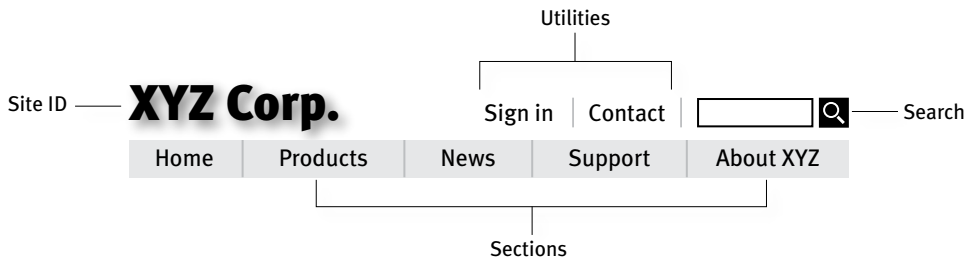 Utilities
Site ID XYZ Corp. Sign in Contact Search
Home Products News Support About XYZ
Sections